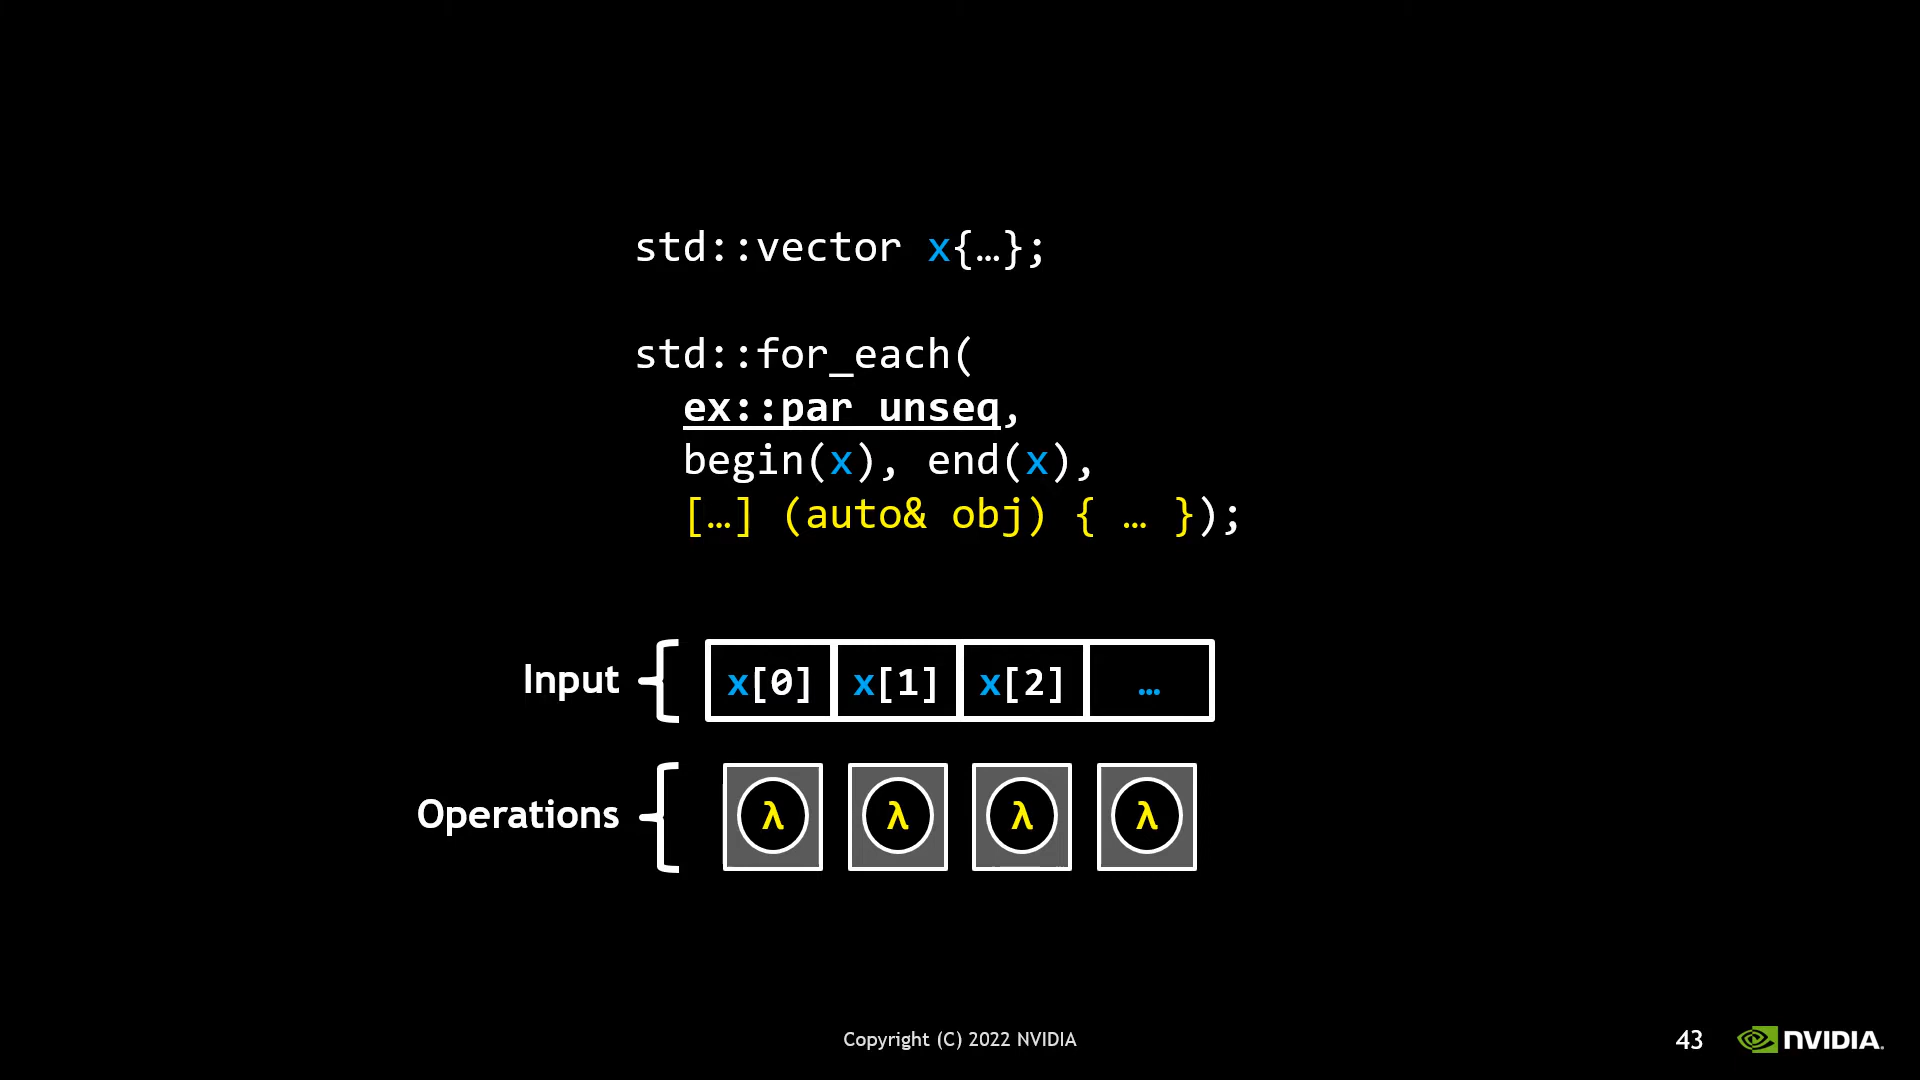 std::vector x{…};
std::for_each(
ex::par_unseq,
begin(x), end(x),
[…] (auto& obj) { … });
Input
x[0] x[1] x[2] …
Operations
λ λ λ λ
Copyright (C) 2022 NVIDIA
43
NVIDIA.